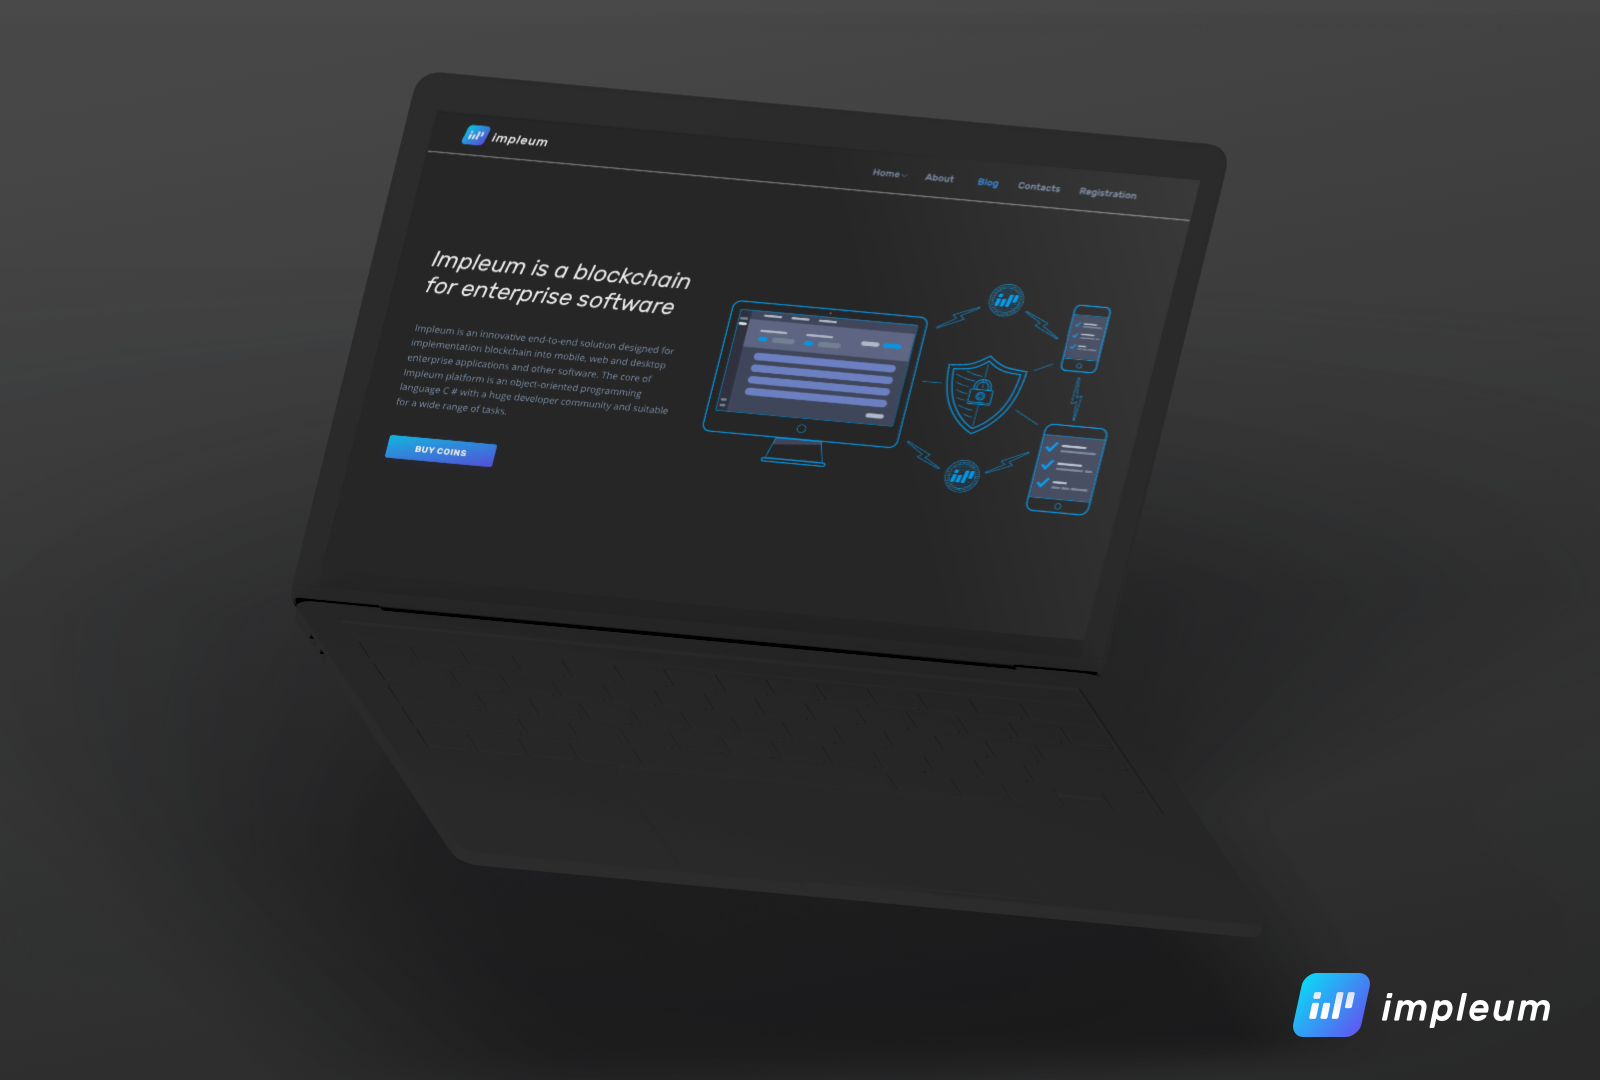 impleum
Home About Blog Contacts Registration
Impleum is a blockchain
for enterprise software
Impleum is an innovative end-to-end solution designed for
implementation blockchain into mobile, web and desktop
enterprise applications and other software. The core of
Impleum platform is an object-oriented programming
language C # with a huge developer community and suitable
for a wide range of tasks.
BUY COINS
impleum